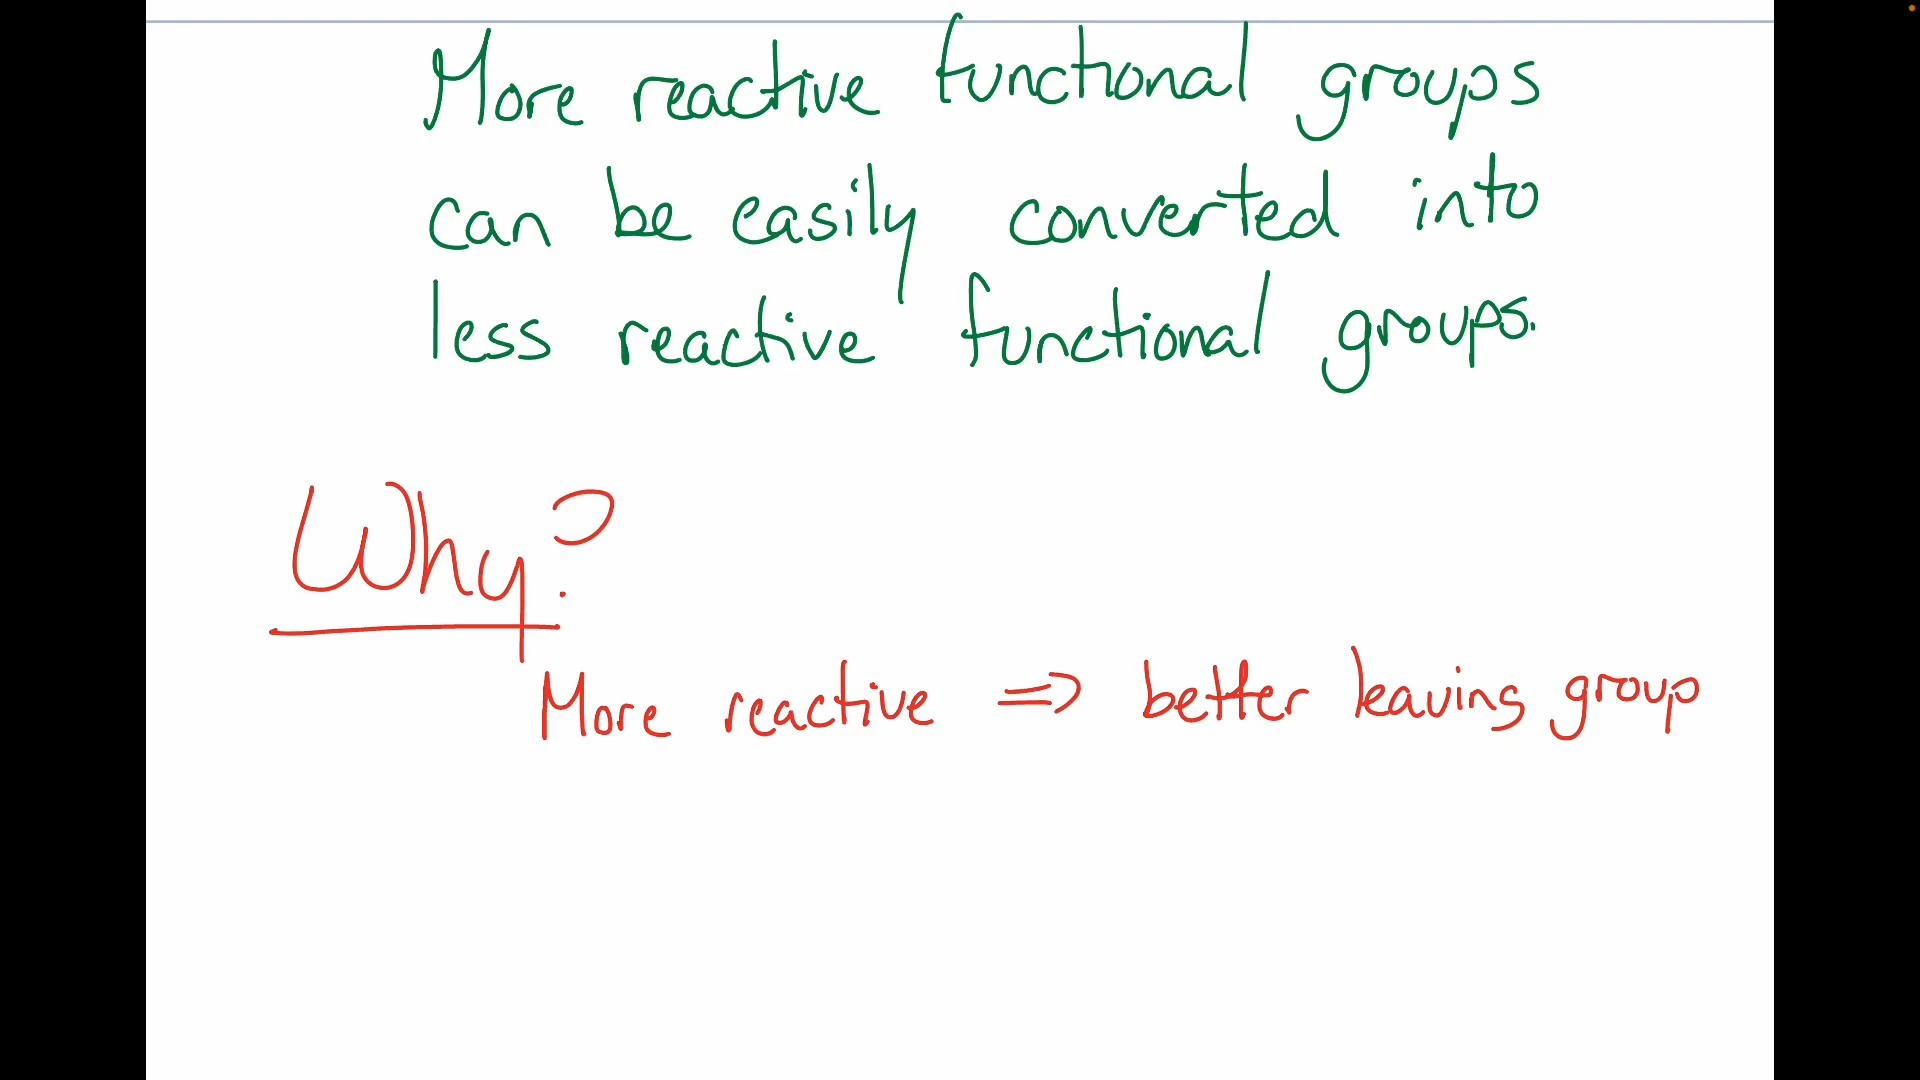 More reactive functional groups
can be easily converted into
less reactive functional groups.
Why?
More reactive => better leaving group